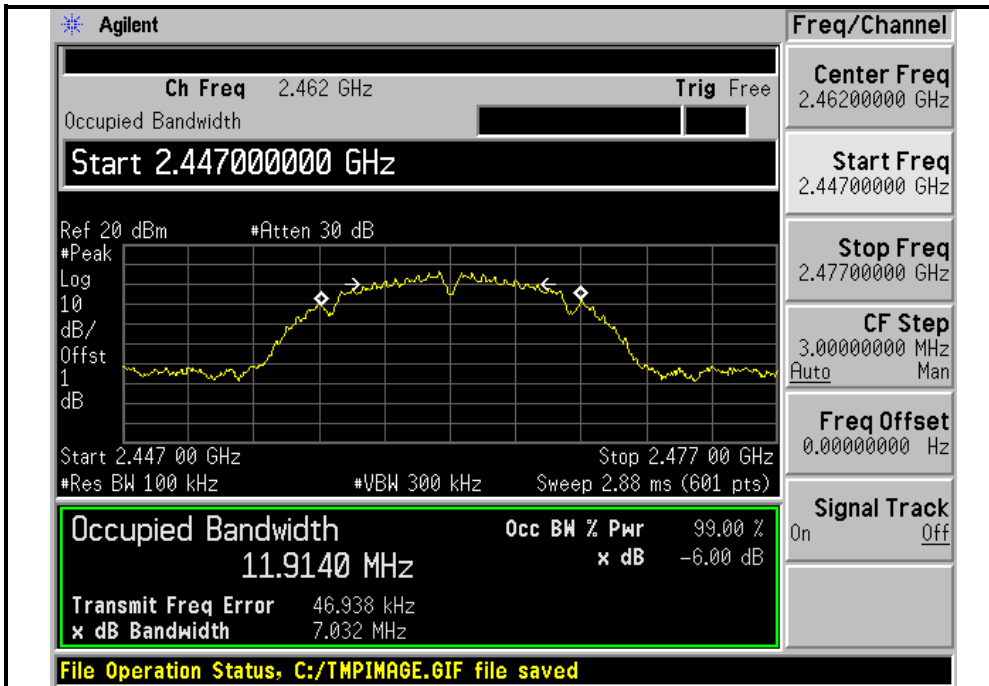 Agilent
Freq/Channel
Ch Freq 2.462 GHz Trig Free
Occupied Bandwidth
Start 2.447000000 GHz
Ref 20 dBm #Atten 30 dB
#Peak
Log
10
dB/
Offst
1
dB
Start 2.447 00 GHz Stop 2.477 00 GHz
#Res BW 100 kHz #VBW 300 kHz Sweep 2.88 ms (601 pts)
Occupied Bandwidth Occ BW % Pwr 99.00 %
11.9140 MHz x dB -6.00 dB
Transmit Freq Error 46.938 kHz
x dB Bandwidth 7.032 MHz
File Operation Status, C:/TMPIMAGE.GIF file saved
Center Freq
2.46200000 GHz
Start Freq
2.44700000 GHz
Stop Freq
2.47700000 GHz
CF Step
3.00000000 MHz
Auto Man
Freq Offset
0.00000000 Hz
Signal Track
On Off